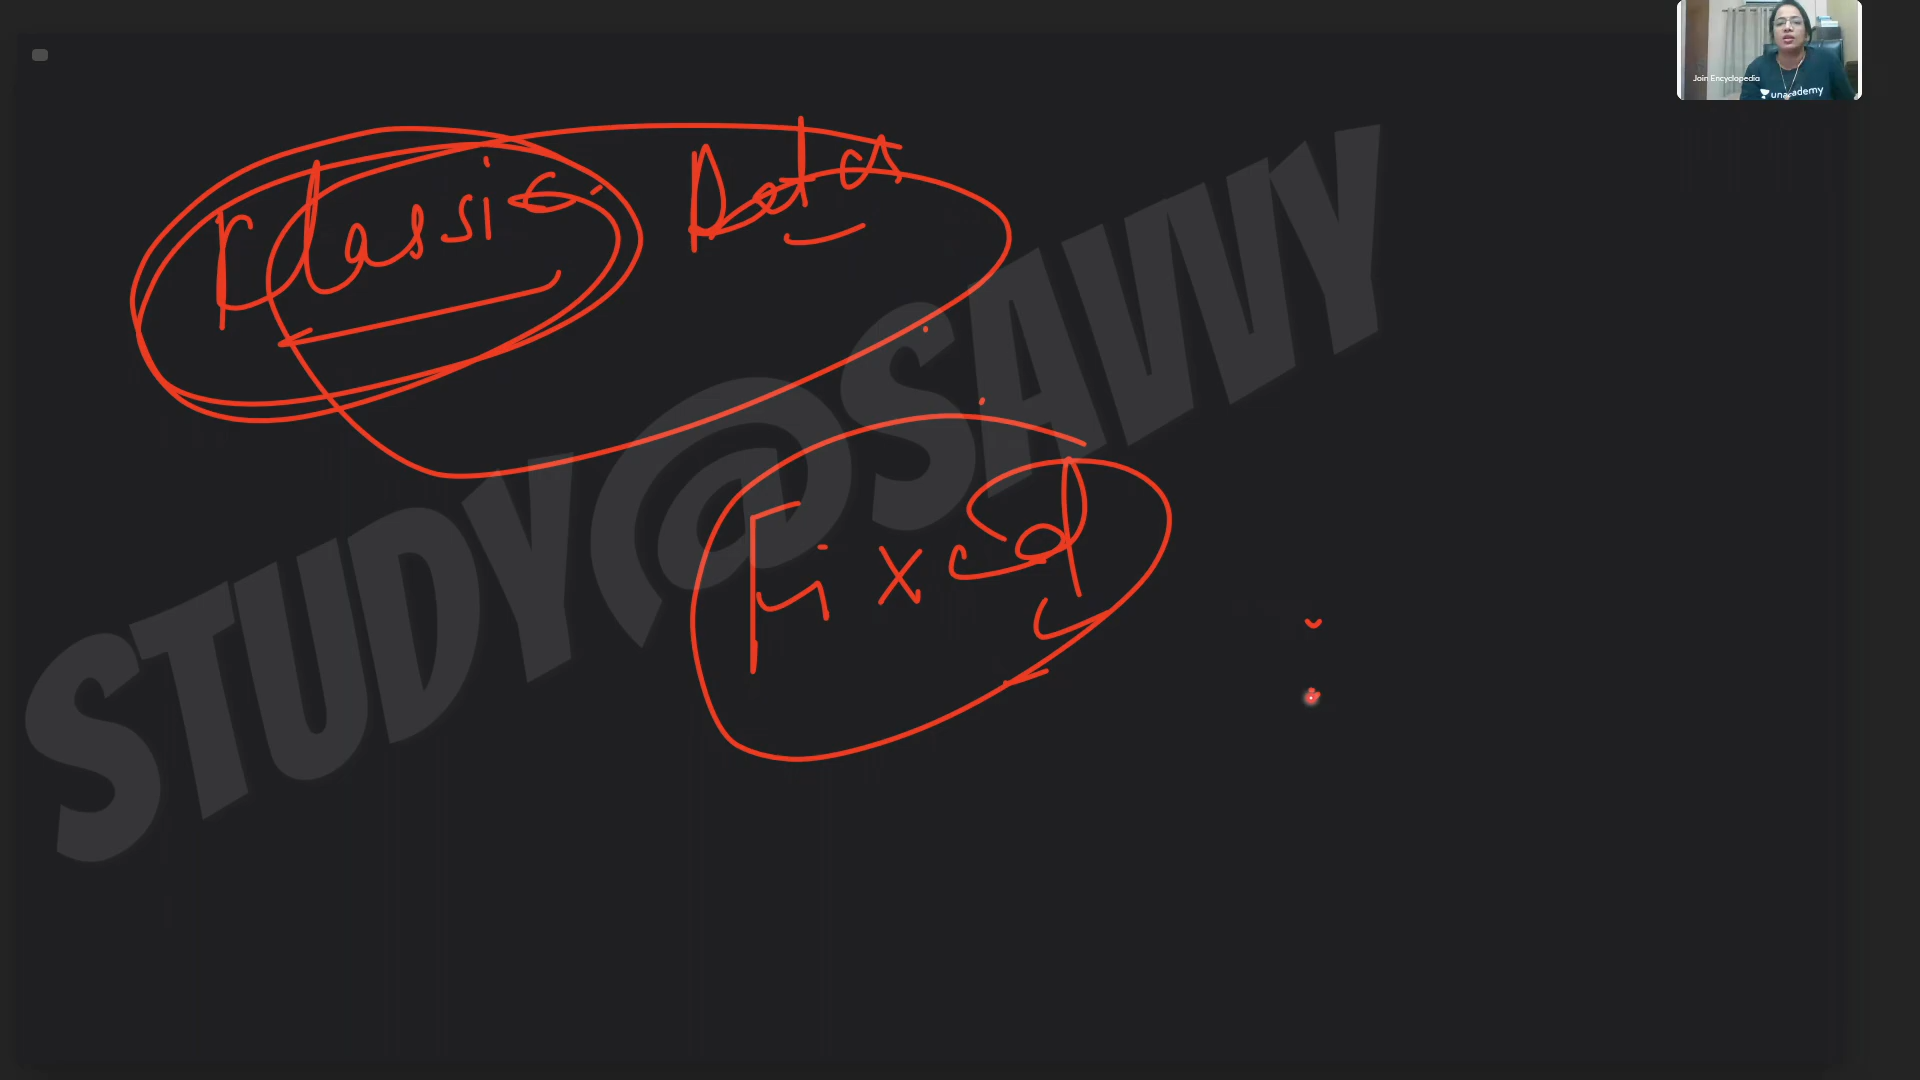 Join Encyclopedia
unacademy
Classic Data
Fixed
STUDY@SAVVY